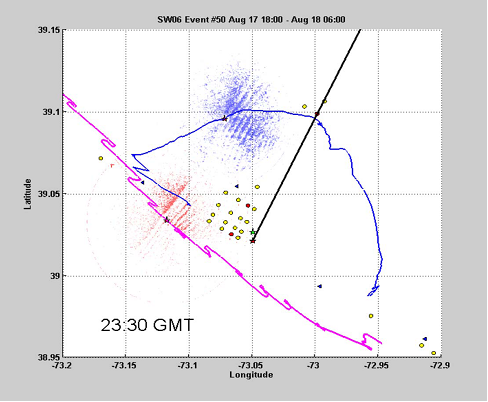 SW06 Event #50 Aug 17 18:00 - Aug 18 06:00
39.15
39.1
39.05
39
38.95
Latitude
23:30 GMT
-73.2 -73.15 -73.1 -73.05 -73 -72.95 -72.9
Longitude